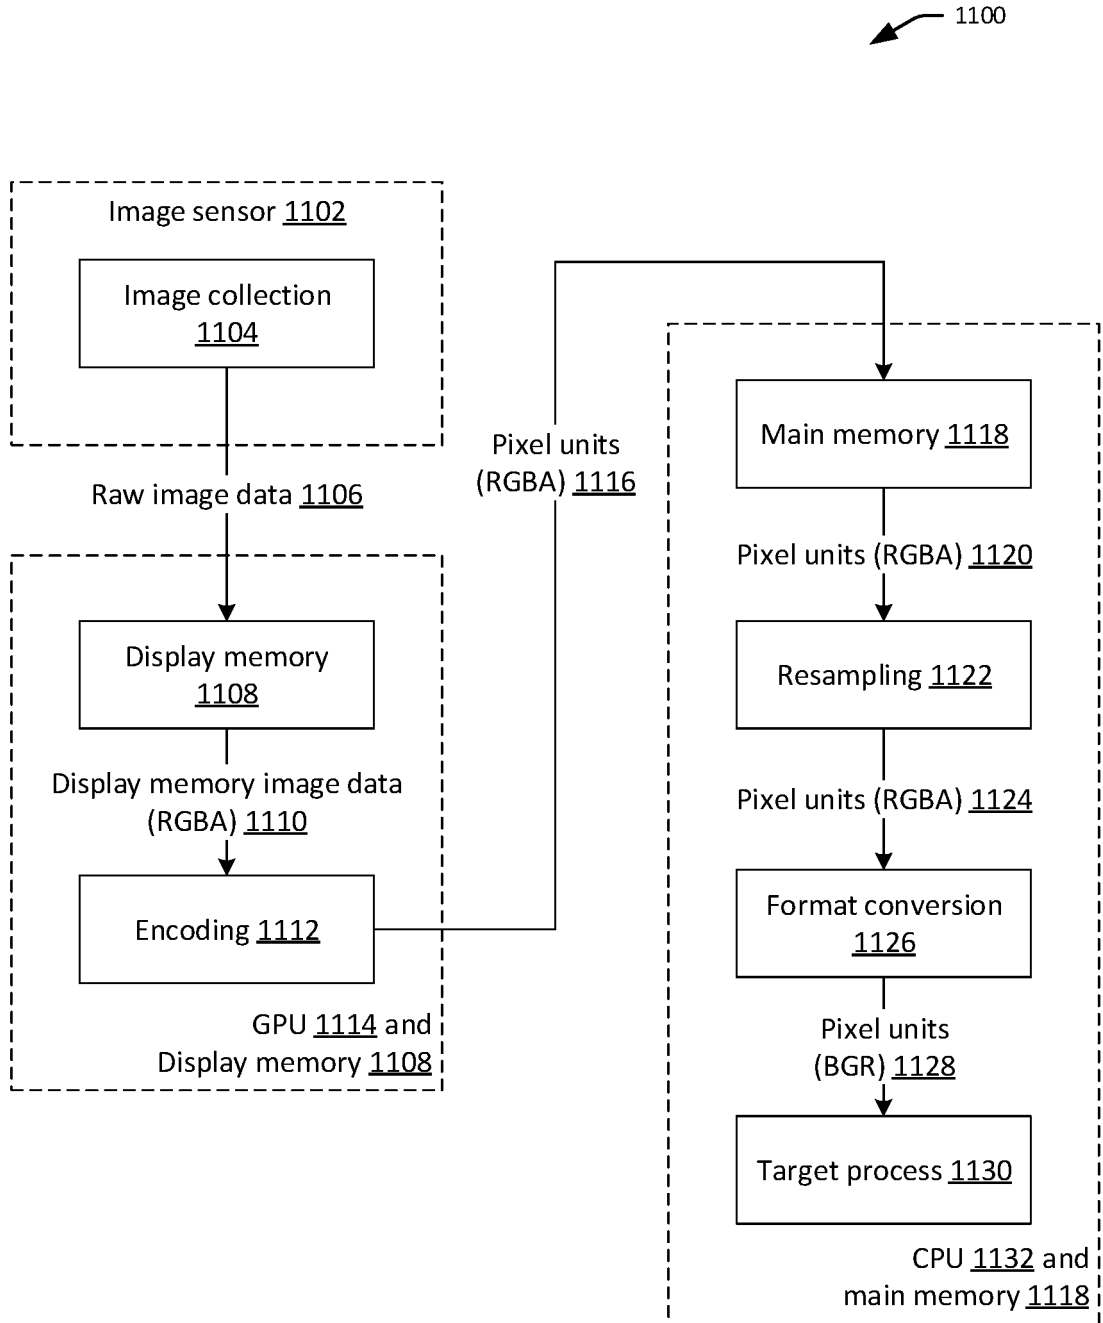 1100
Image sensor 1102
Image collection
1104
Raw image data 1106
Display memory
1108
Display memory image data
(RGBA) 1110
Encoding 1112
GPU 1114 and
Display memory 1108
Pixel units
(RGBA) 1116
Main memory 1118
Pixel units (RGBA) 1120
Resampling 1122
Pixel units (RGBA) 1124
Format conversion
1126
Pixel units
(BGR) 1128
Target process 1130
CPU 1132 and
main memory 1118